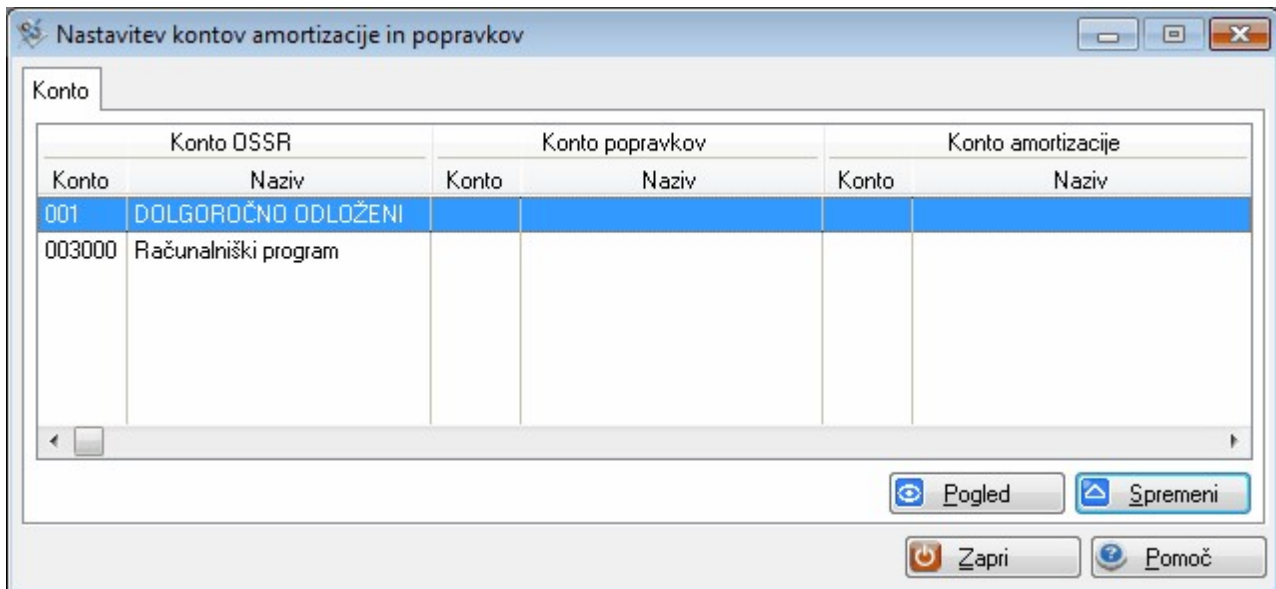 Nastavitev kontov amortizacije in popravkov
Konto
Konto OSSR Konto popravkov Konto amortizacije
Konto Naziv Konto Naziv Konto Naziv
001 DOLGOROČNO ODLOŽENI
003000 Računalniški program
Pogled Spremeni
Zapri Pomoč